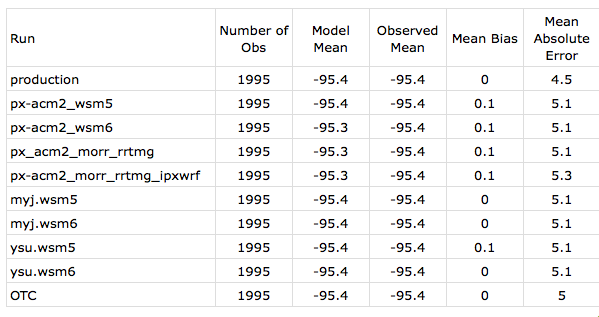 Run Number of Obs Model Mean Observed Mean Mean Bias Mean Absolute Error
production 1995 -95.4 -95.4 0 4.5
px-acm2_wsm5 1995 -95.4 -95.4 0.1 5.1
px-acm2_wsm6 1995 -95.3 -95.4 0.1 5.1
px_acm2_morr_rrtmg 1995 -95.3 -95.4 0.1 5.1
px-acm2_morr_rrtmg_ipxwrf 1995 -95.3 -95.4 0.1 5.3
myj.wsm5 1995 -95.4 -95.4 0 5.1
myj.wsm6 1995 -95.4 -95.4 0 5.1
ysu.wsm5 1995 -95.4 -95.4 0.1 5.1
ysu.wsm6 1995 -95.4 -95.4 0 5.1
OTC 1995 -95.4 -95.4 0 5